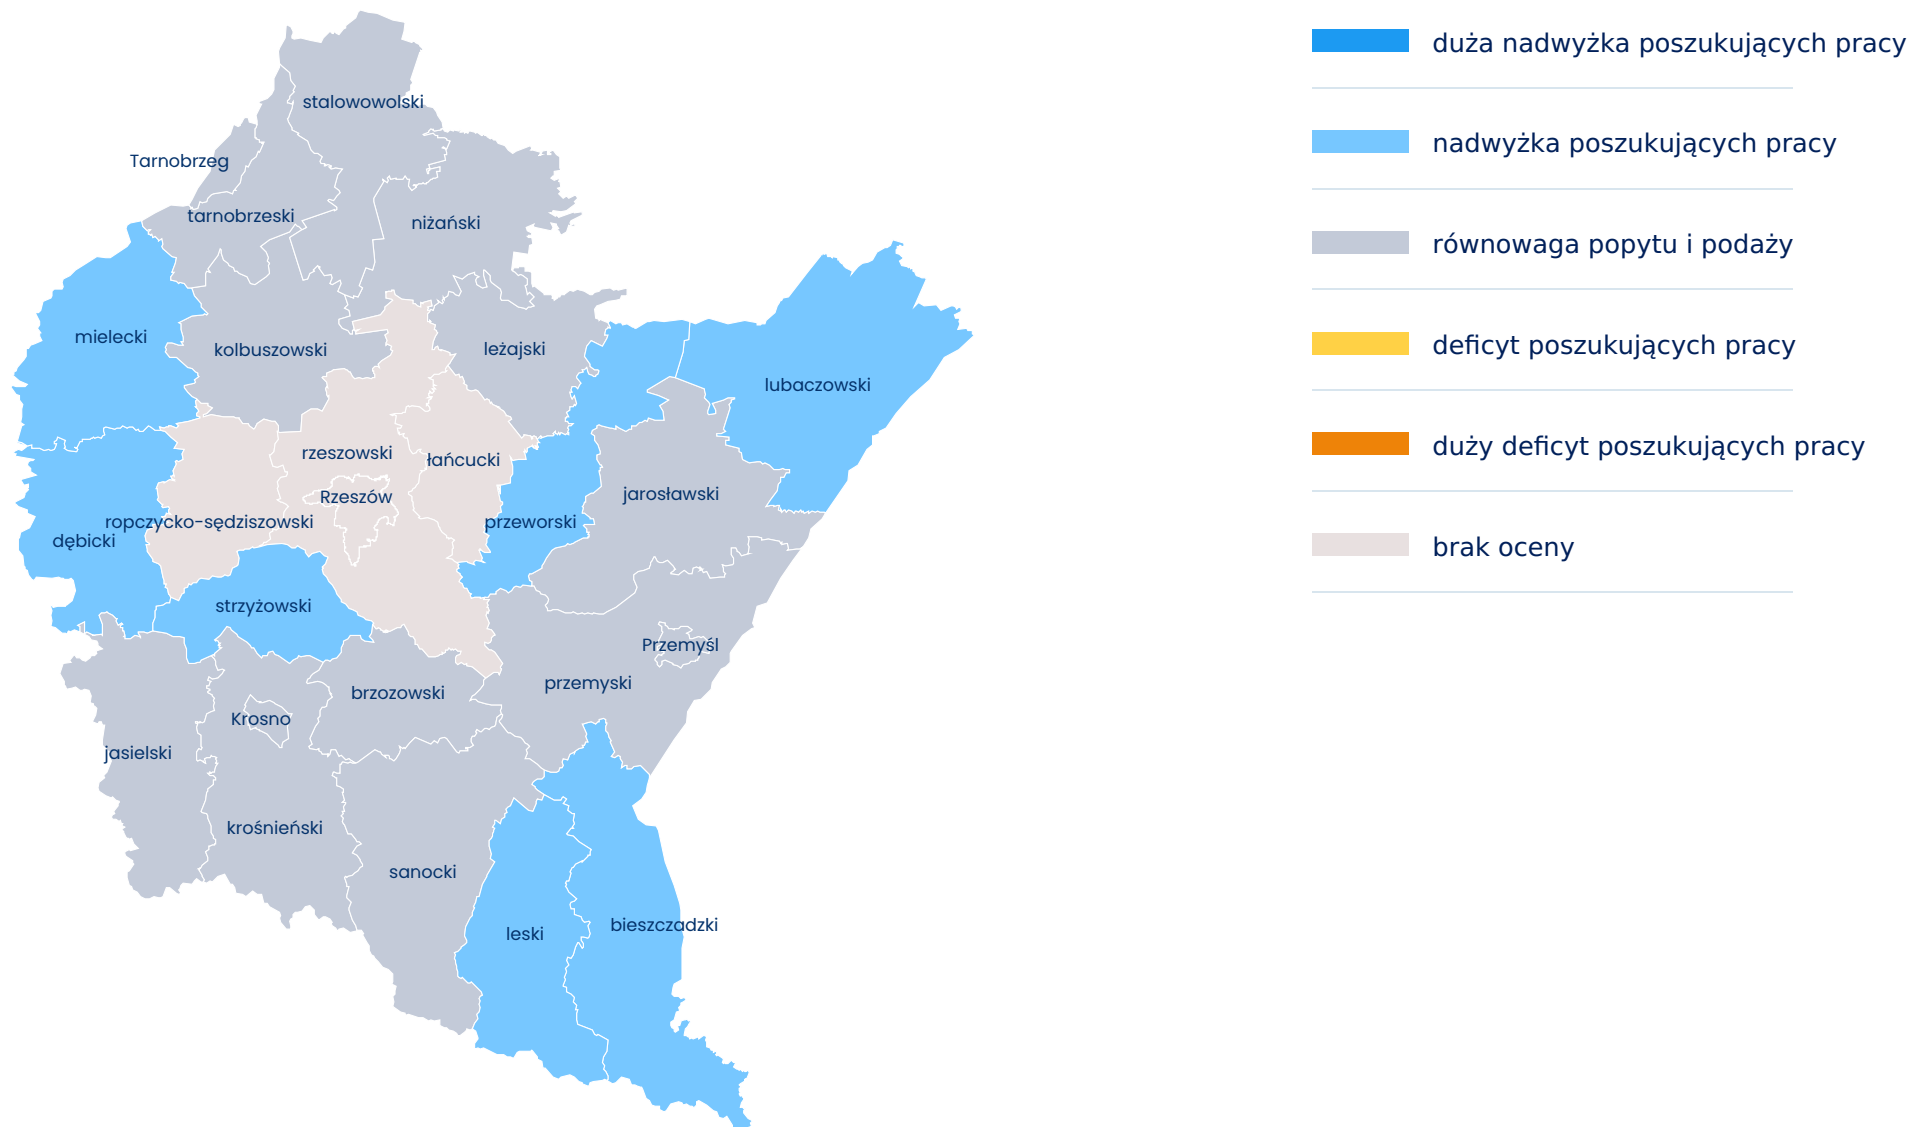 stalowowolski
Tarnobrzeg
tarnobrzeski
niżański
mielecki
kolbuszowski
leżajski
lubaczowski
rzeszowski
łańcucki
Rzeszów
jarosławski
ropczycko-sędziszowski
przeworski
dębicki
strzyżowski
Przemyśl
przemyski
brzozowski
Krosno
jasielski
krośnieński
sanocki
leski
bieszczadzki
duża nadwyżka poszukujących pracy
nadwyżka poszukujących pracy
równowaga popytu i podaży
deficyt poszukujących pracy
duży deficyt poszukujących pracy
brak oceny